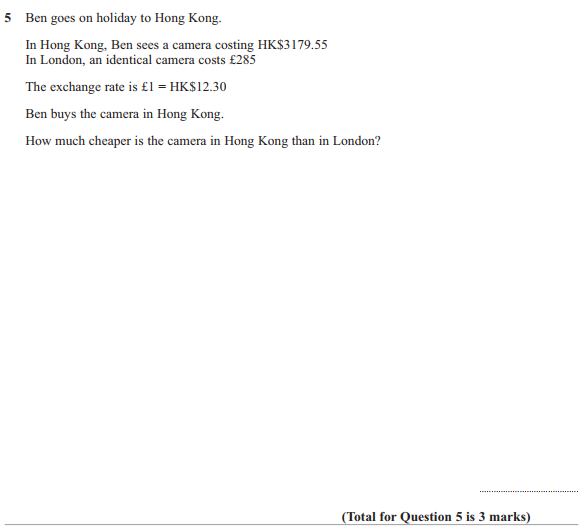 5 Ben goes on holiday to Hong Kong.
In Hong Kong, Ben sees a camera costing HK$3179.55
In London, an identical camera costs £285
The exchange rate is £1 = HK$12.30
Ben buys the camera in Hong Kong.
How much cheaper is the camera in Hong Kong than in London?
(Total for Question 5 is 3 marks)